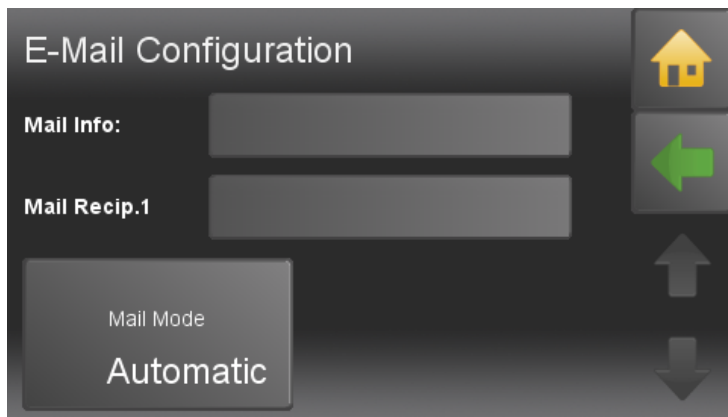 E-Mail Configuration
Mail Info:
Mail Recip.1
Mail Mode
Automatic